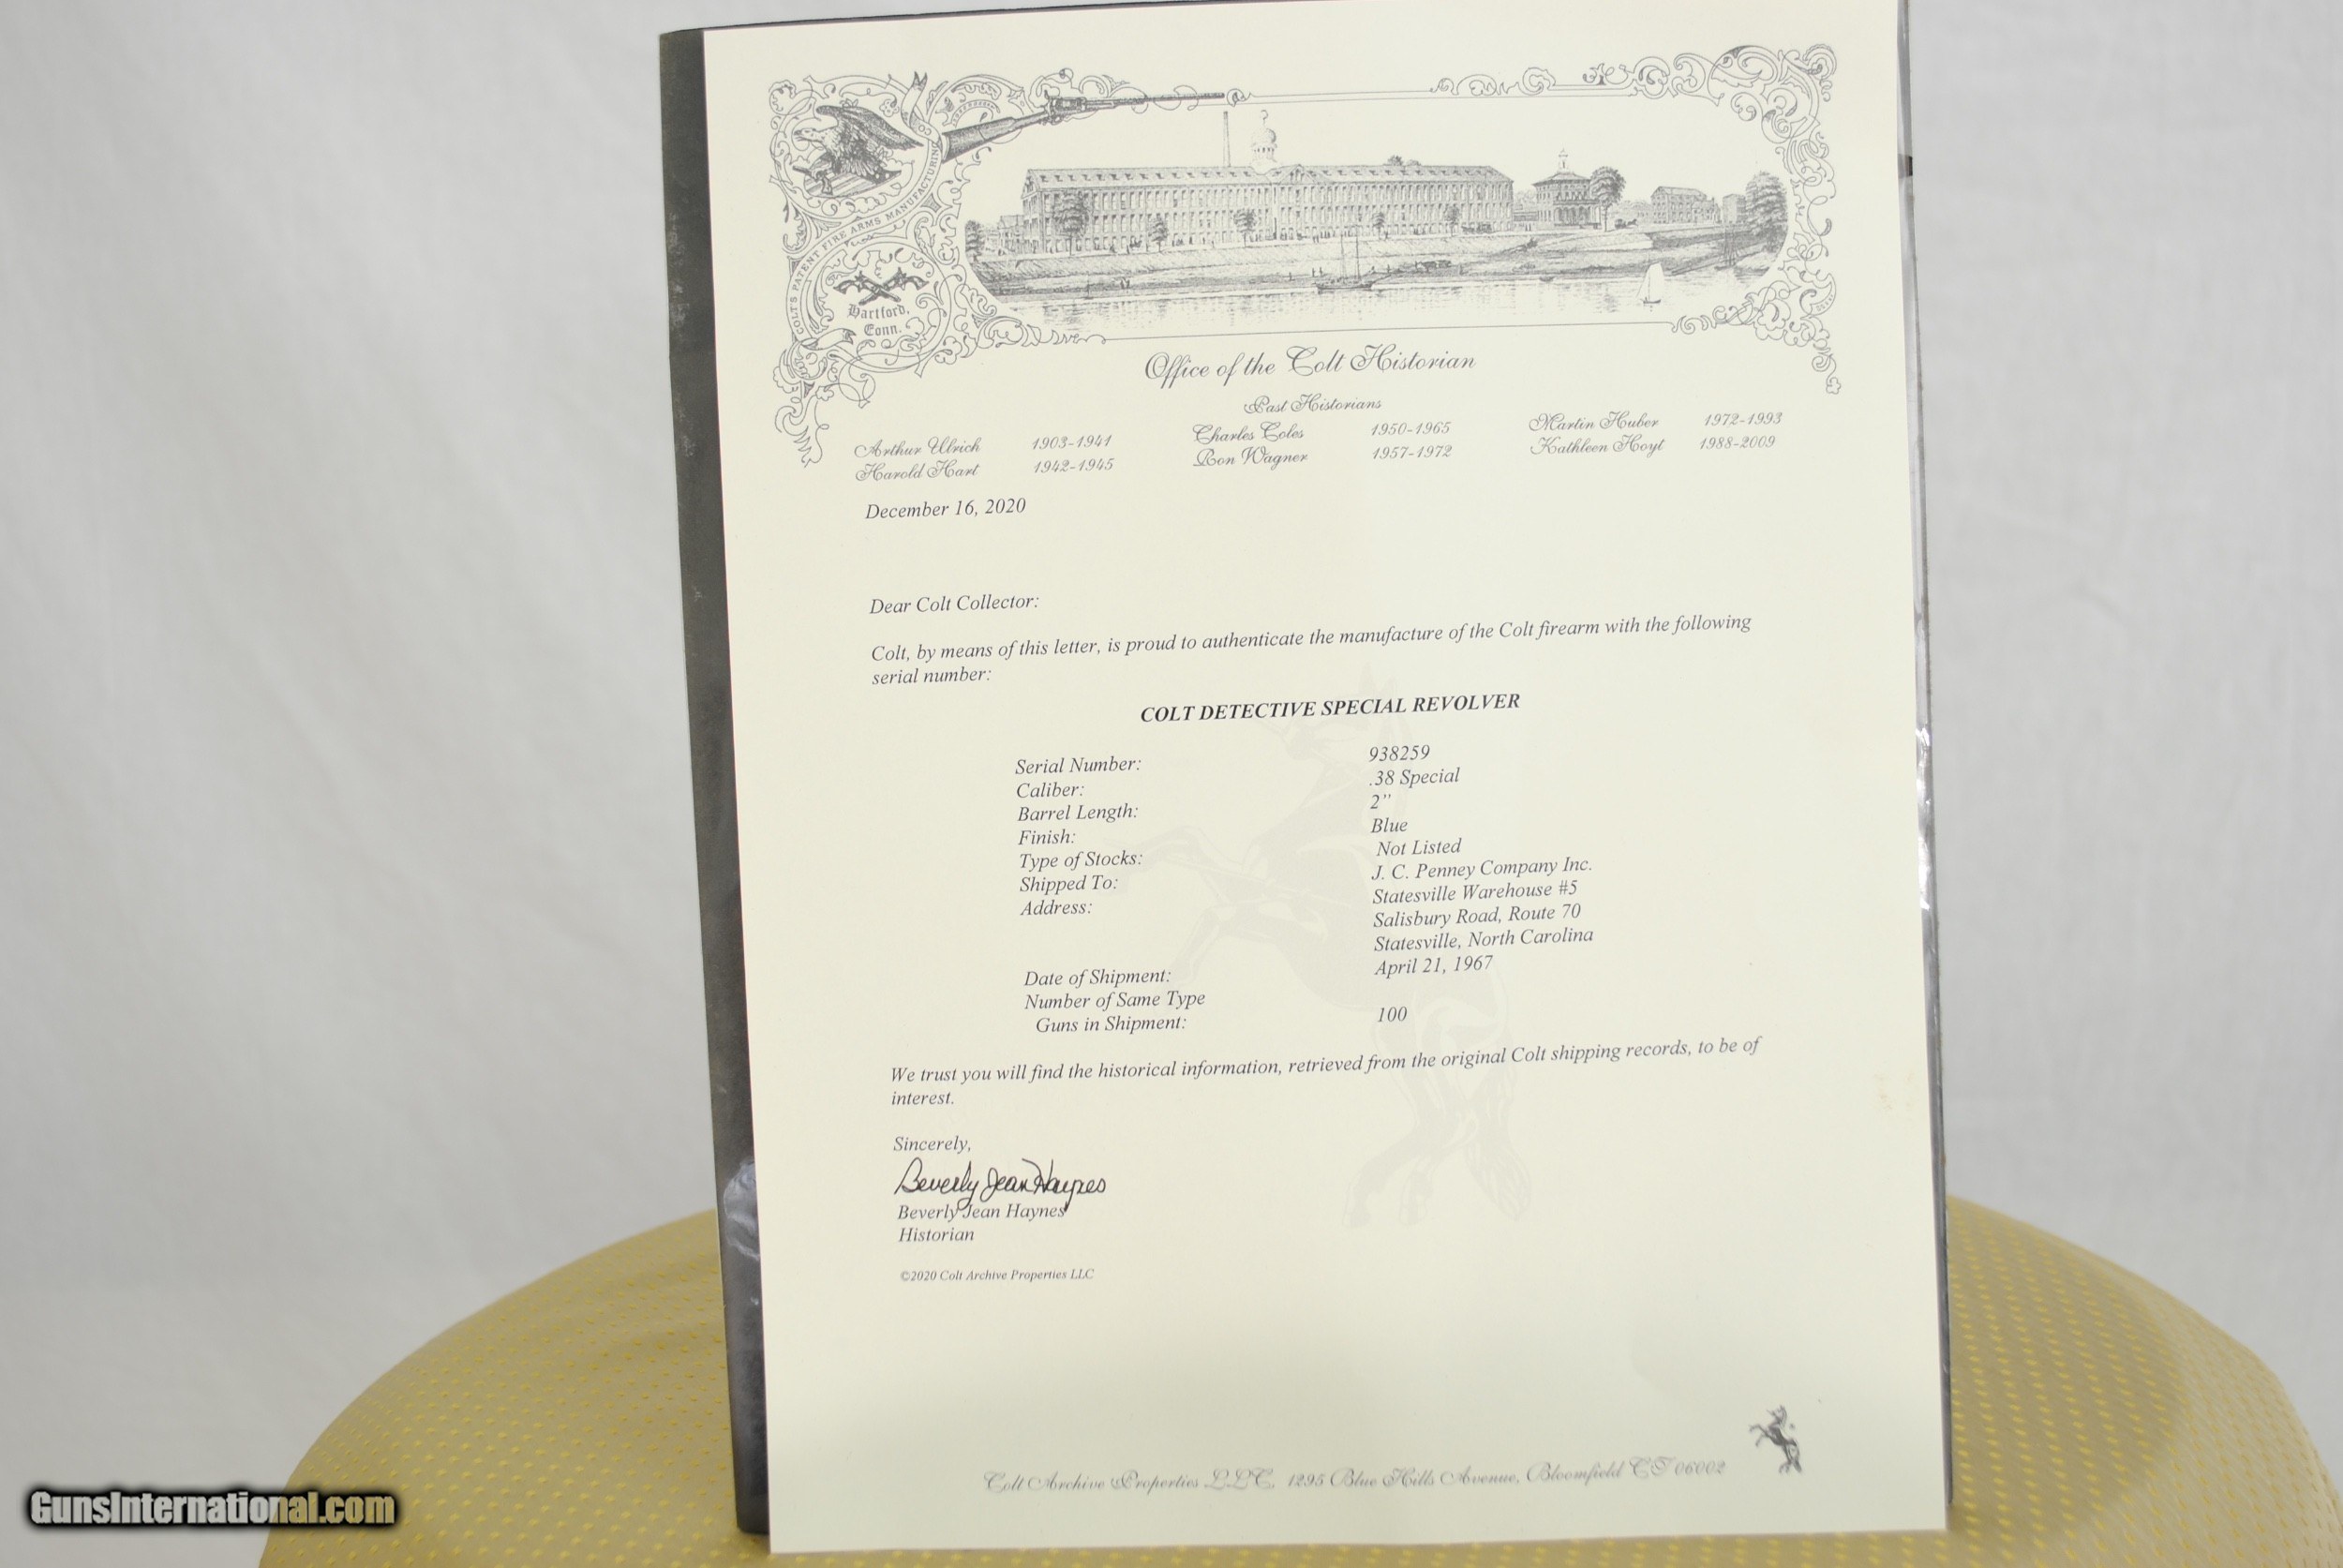 COLT'S PATENT FIRE ARMS MANUFACTURING
Hartford,
Conn.
Office of the Colt Historian
Past Historians
Arthur Ulrich 1903-1941 Charles Coles 1950-1965 Martin Huber 1972-1993
Harold Hart 1942-1945 Ron Wagner 1957-1972 Kathleen Hoyt 1988-2009
December 16, 2020
Dear Colt Collector:
Colt, by means of this letter, is proud to authenticate the manufacture of the Colt firearm with the following
serial number:
COLT DETECTIVE SPECIAL REVOLVER
Serial Number: 938259
Caliber: .38 Special
Barrel Length: 2"
Finish: Blue
Type of Stocks: Not Listed
Shipped To: J. C. Penney Company Inc.
Address: Statesville Warehouse #5
Salisbury Road, Route 70
Statesville, North Carolina
Date of Shipment: April 21, 1967
Number of Same Type
Guns in Shipment: 100
We trust you will find the historical information, retrieved from the original Colt shipping records, to be of
interest.
Sincerely,
Beverly Jean Haynes
Beverly Jean Haynes
Historian
©2020 Colt Archive Properties LLC
Colt Archive Properties LLC, 1295 Blue Hills Avenue, Bloomfield CT 06002
GunsInternational.com